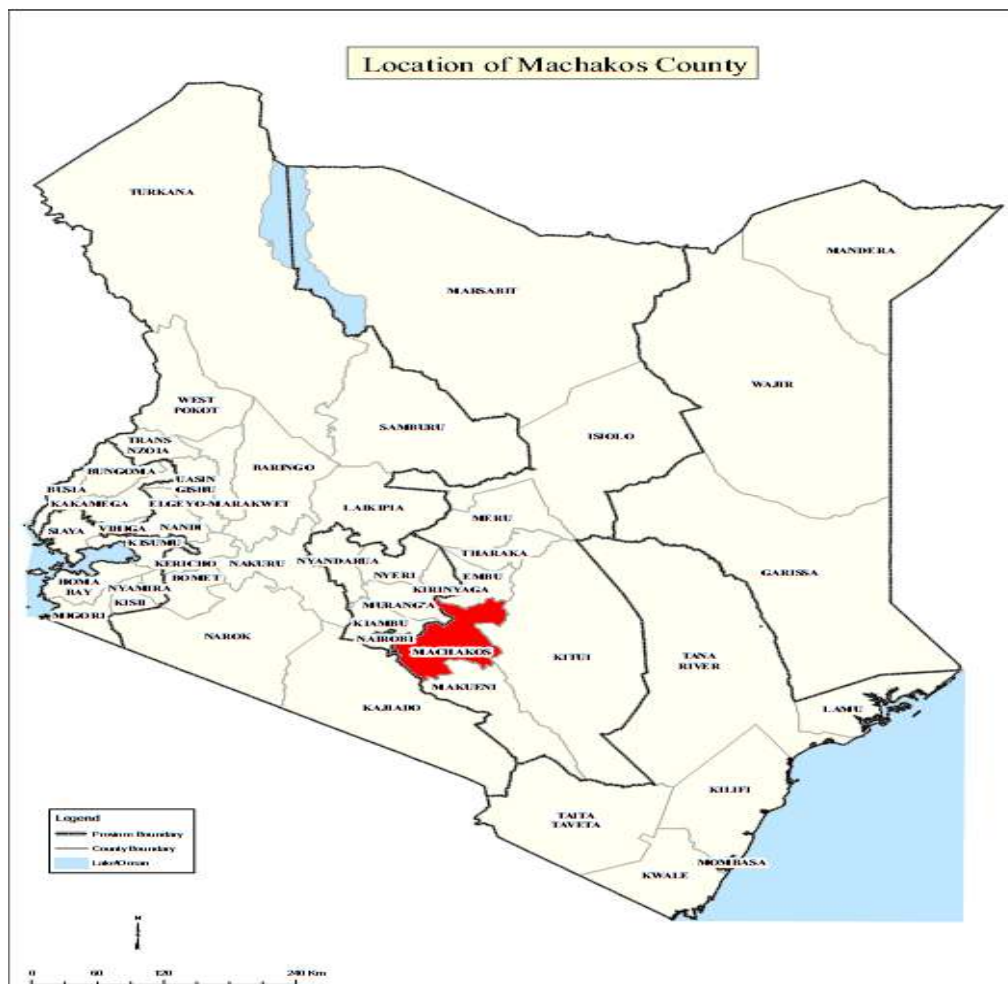 Location of Machakos County
TURKANA
MANDERA
MARSABIT
WAJIR
WEST
POKOT
SAMBURU
ISIOLO
TRANS
NZOIA
BUNGOMA
BARINGO
UASIN
GISHU
BUSIA
KAKAMEGA
ELGEYO-MARAKWET
LAIKIPIA
MERU
SIAYA
VIHIGA
NANDI
KISUMU
THARAKA
KERICHO
NAKURU
NYANDARUA
GARISSA
HOMA
BAY
NYAMIRA
BOMET
NYERI
EMBU
KIRINYAGA
KISII
MURANG'A
MIGORI
NAROK
KIAMBU
NAIROBI
MACHAKOS
KITUI
TANA
RIVER
MAKUENI
KAJIADO
LAMU
KILIFI
TAITA
TAVETA
MOMBASA
KWALE
Legend
Province Boundary
County Boundary
Lake/Ocean
N
0 60 120 240 Km